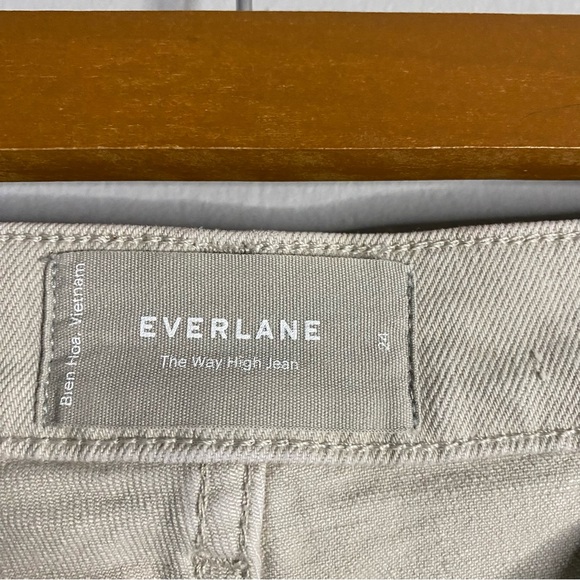 Bien Hoa, Vietnam
EVERLANE
The Way High Jean
24